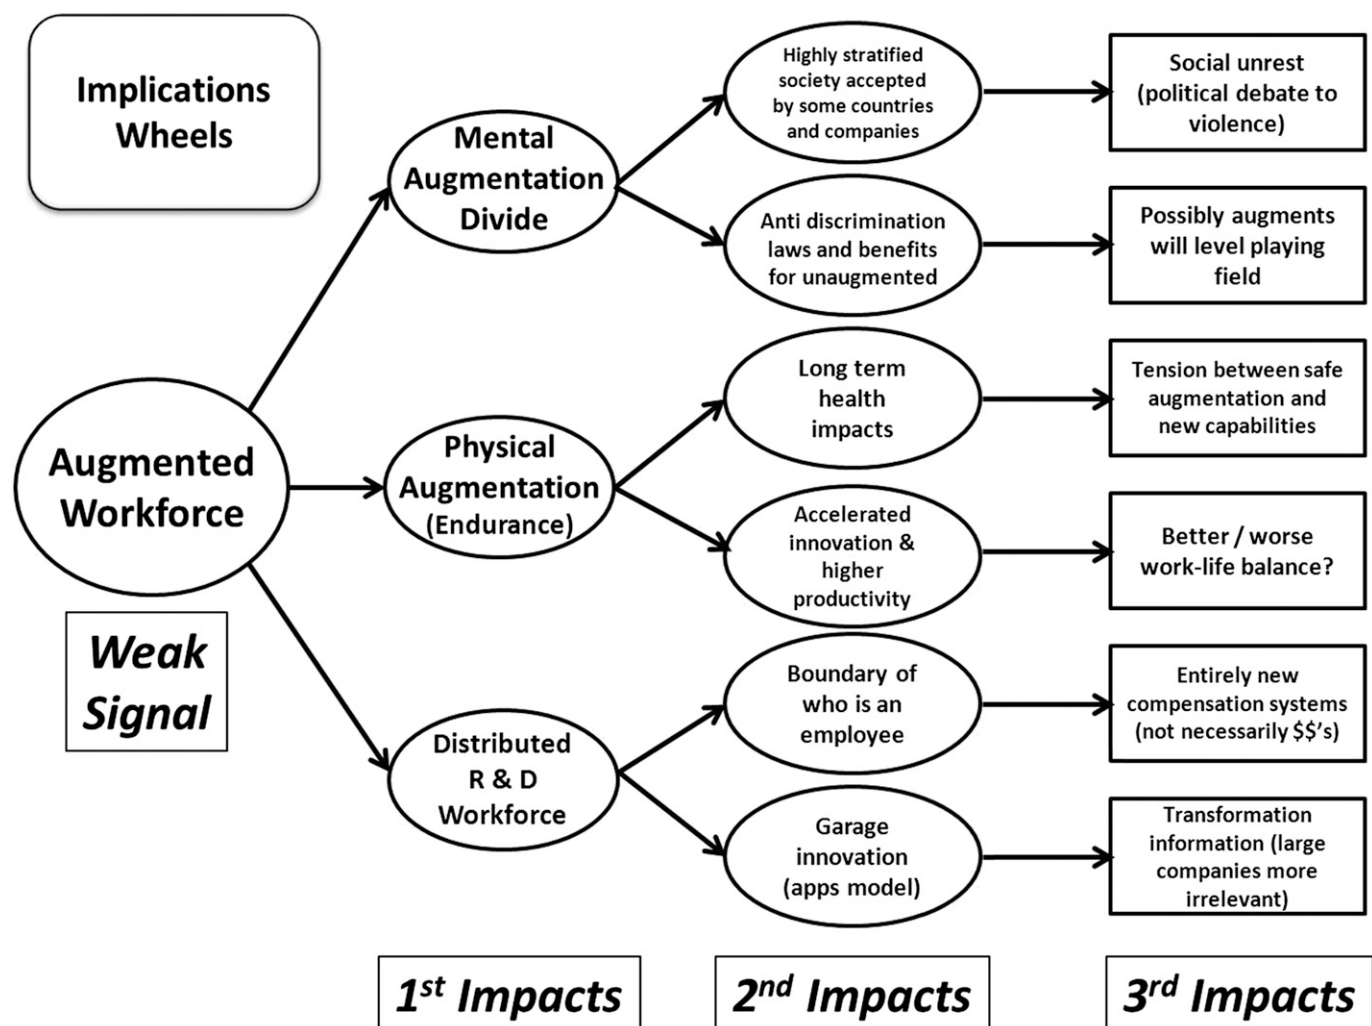 Implications
Wheels
Augmented
Workforce
Weak
Signal
Mental
Augmentation
Divide
Physical
Augmentation
(Endurance)
Distributed
R & D
Workforce
1st Impacts
Highly stratified
society accepted
by some countries
and companies
Anti discrimination
laws and benefits
for unaugmented
Long term
health
impacts
Accelerated
innovation &
higher
productivity
Boundary of
who is an
employee
Garage
innovation
(apps model)
2nd Impacts
Social unrest
(political debate to
violence)
Possibly augments
will level playing
field
Tension between safe
augmentation and
new capabilities
Better / worse
work-life balance?
Entirely new
compensation systems
(not necessarily $$'s)
Transformation
information (large
companies more
irrelevant)
3rd Impacts